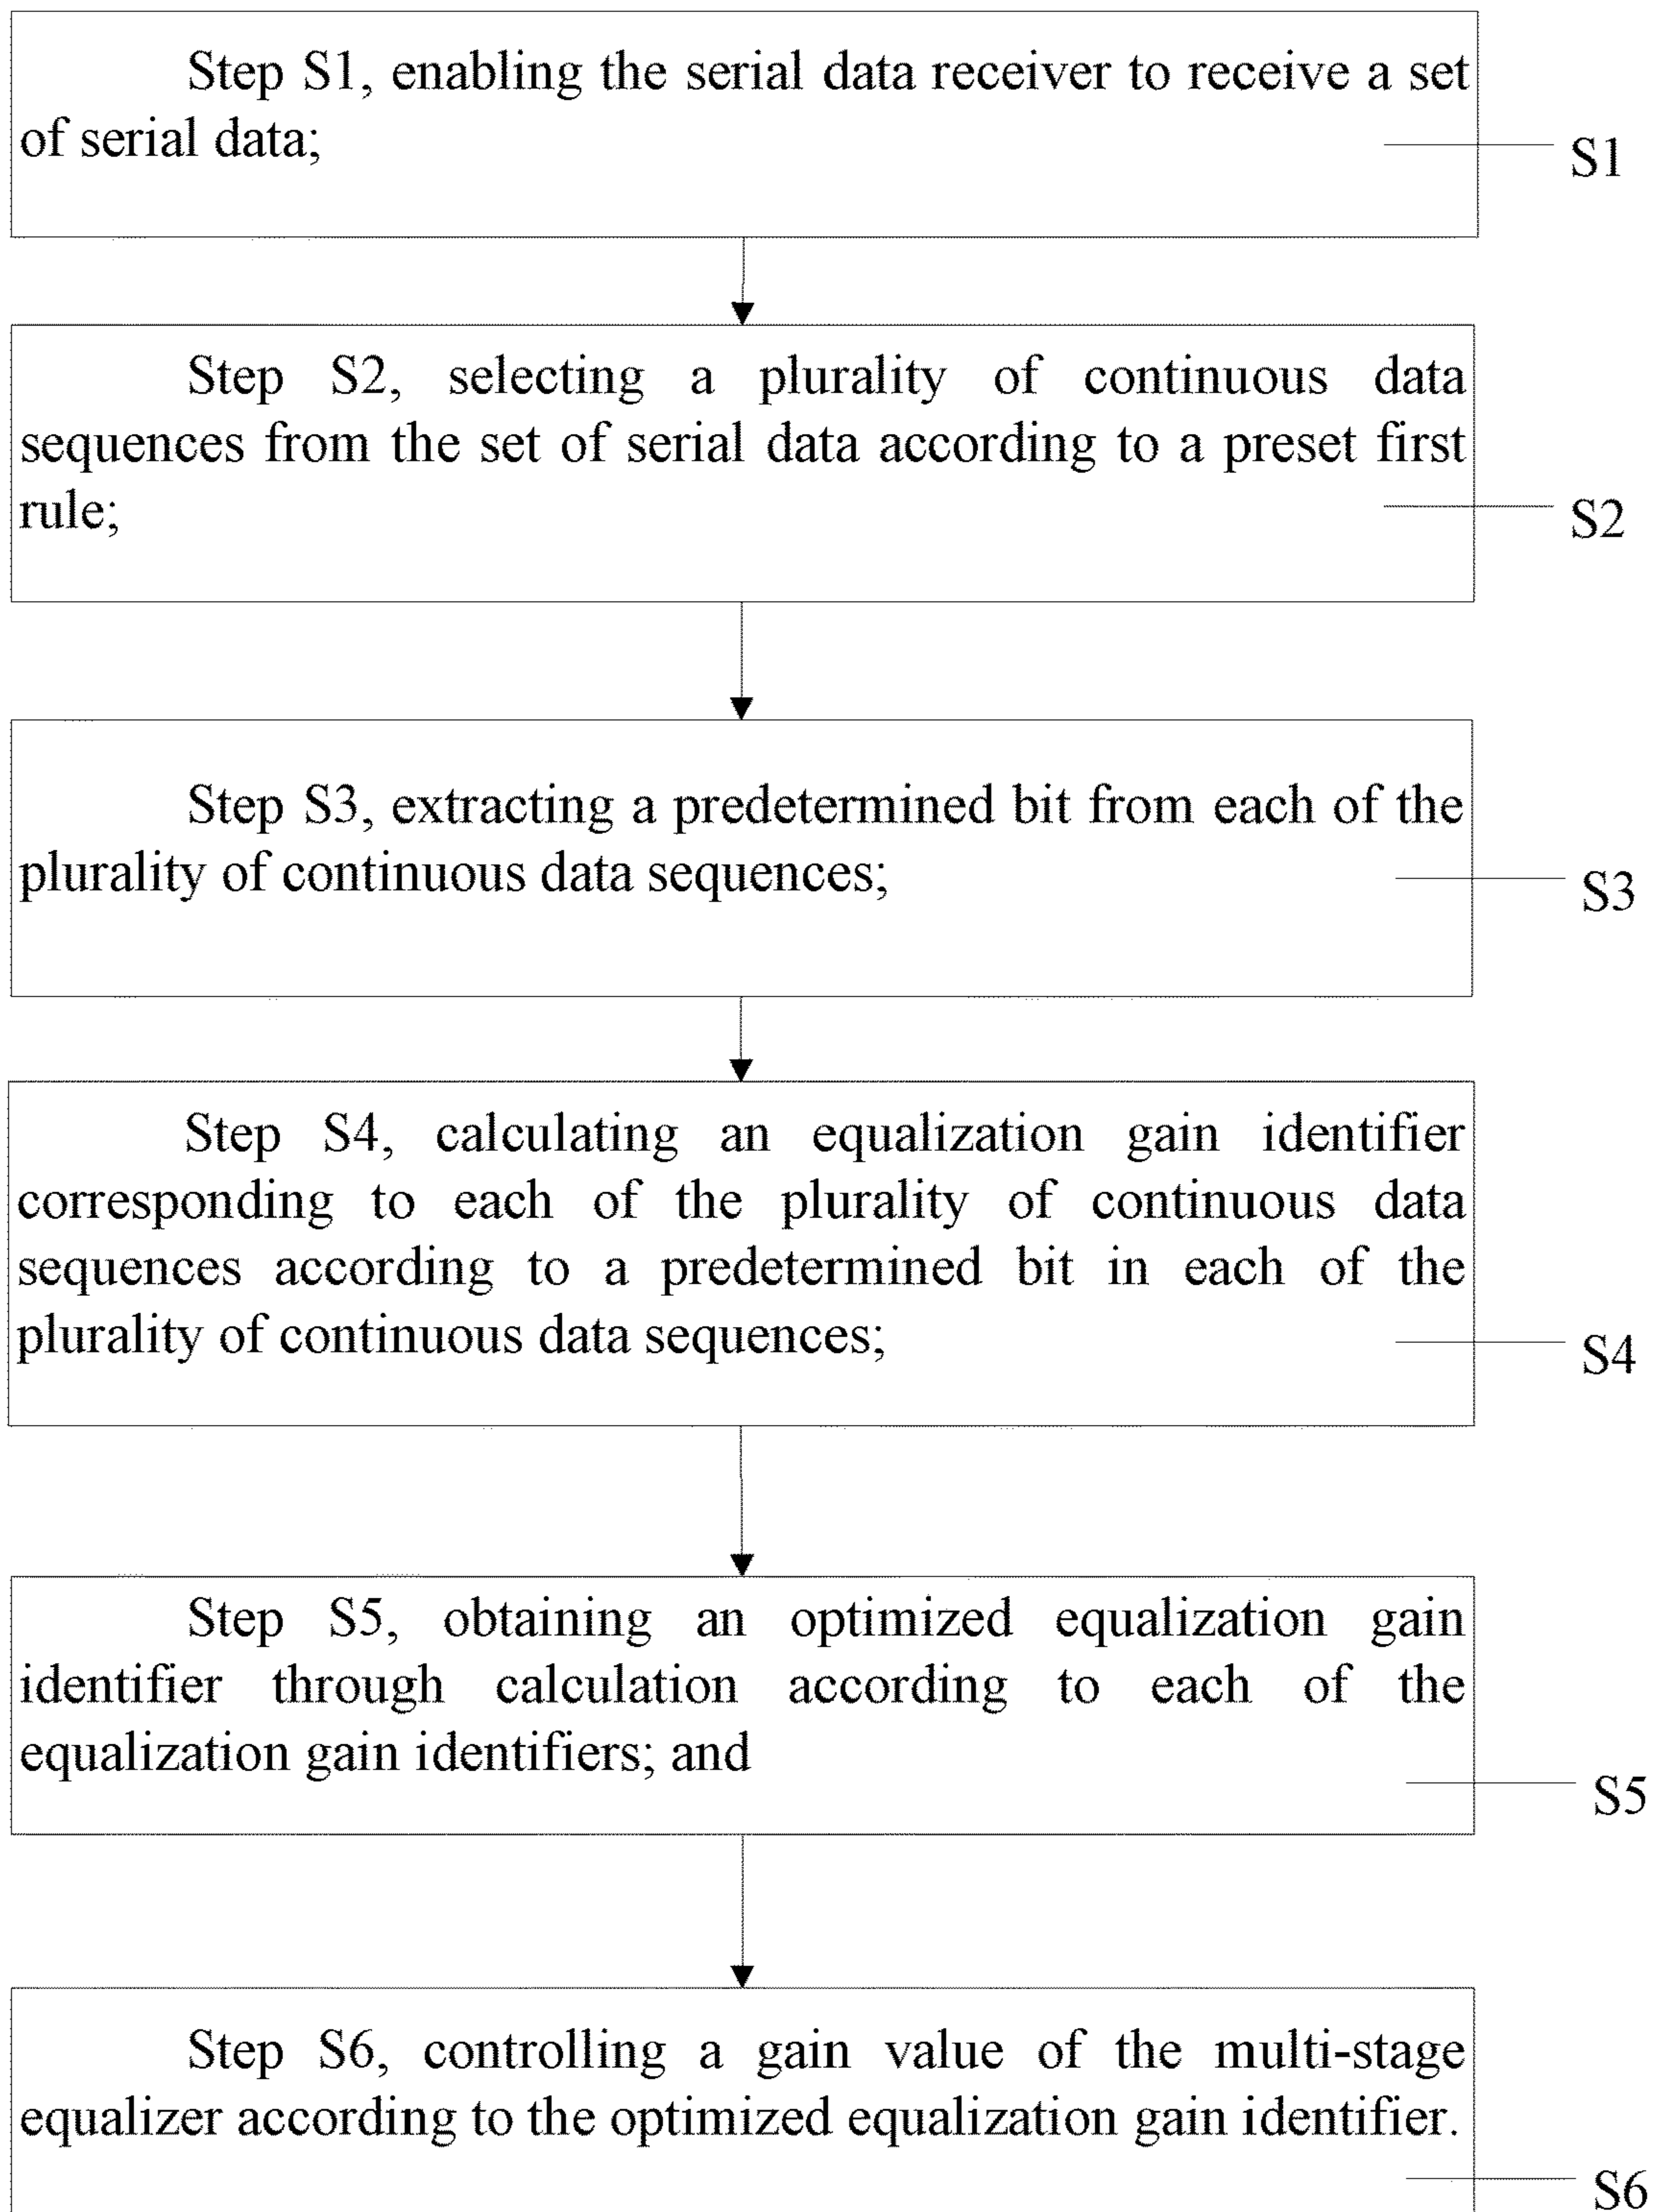 Step S1, enabling the serial data receiver to receive a set
of serial data;
S1
Step S2, selecting a plurality of continuous data
sequences from the set of serial data according to a preset first
rule;
S2
Step S3, extracting a predetermined bit from each of the
plurality of continuous data sequences;
S3
Step S4, calculating an equalization gain identifier
corresponding to each of the plurality of continuous data
sequences according to a predetermined bit in each of the
plurality of continuous data sequences;
S4
Step S5, obtaining an optimized equalization gain
identifier through calculation according to each of the
equalization gain identifiers; and
S5
Step S6, controlling a gain value of the multi-stage
equalizer according to the optimized equalization gain identifier.
S6